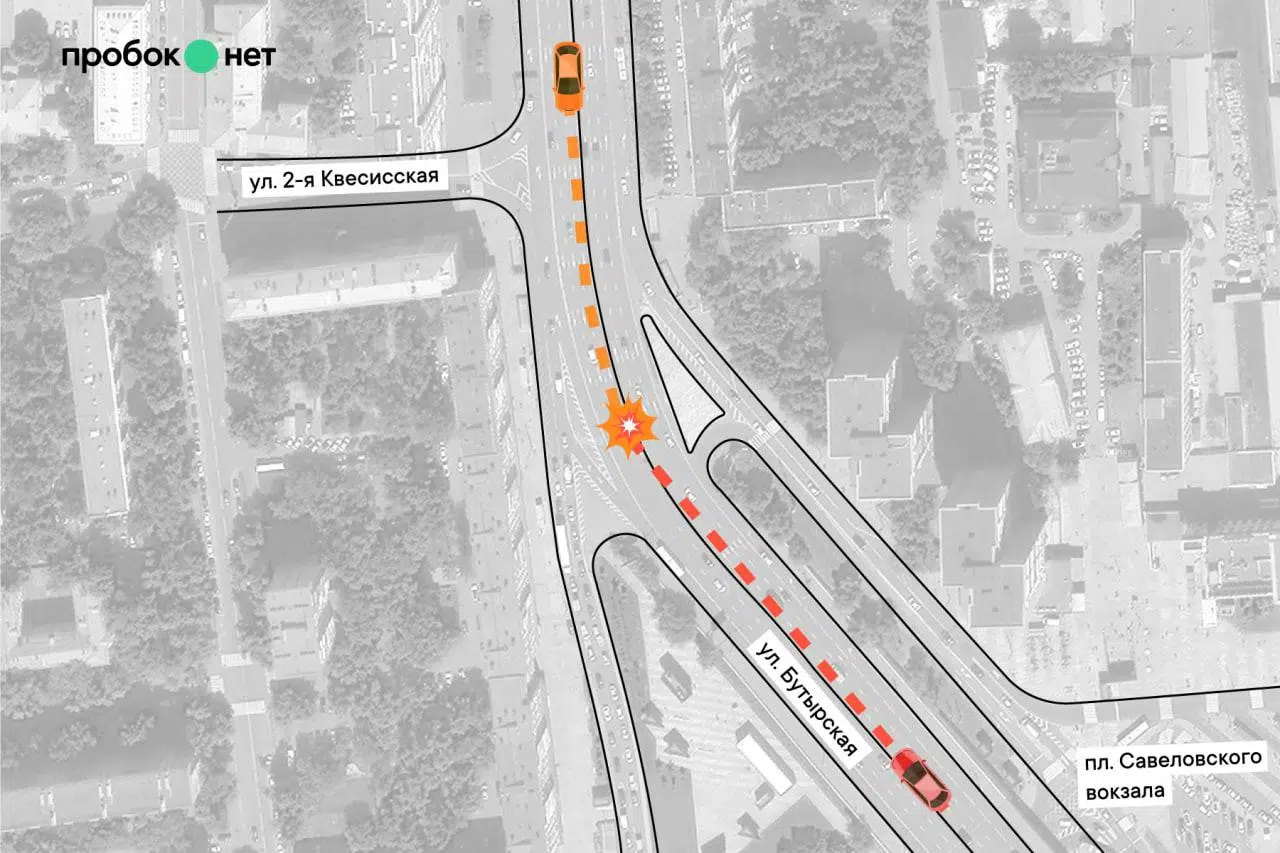 пробок нет
ул. 2-я Квесисская
ул. Бутырская
пл. Савеловского
вокзала